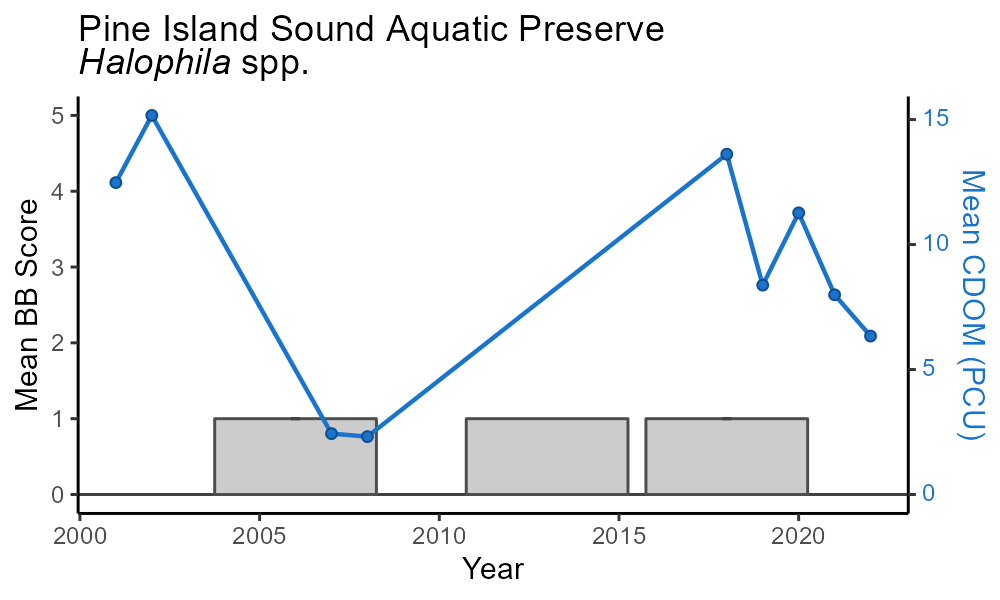 Pine Island Sound Aquatic Preserve
Halophila spp.
5
4
3
2
1
0
Mean BB Score
15
10
5
0
Mean CDOM (PCU)
2000 2005 2010 2015 2020
Year